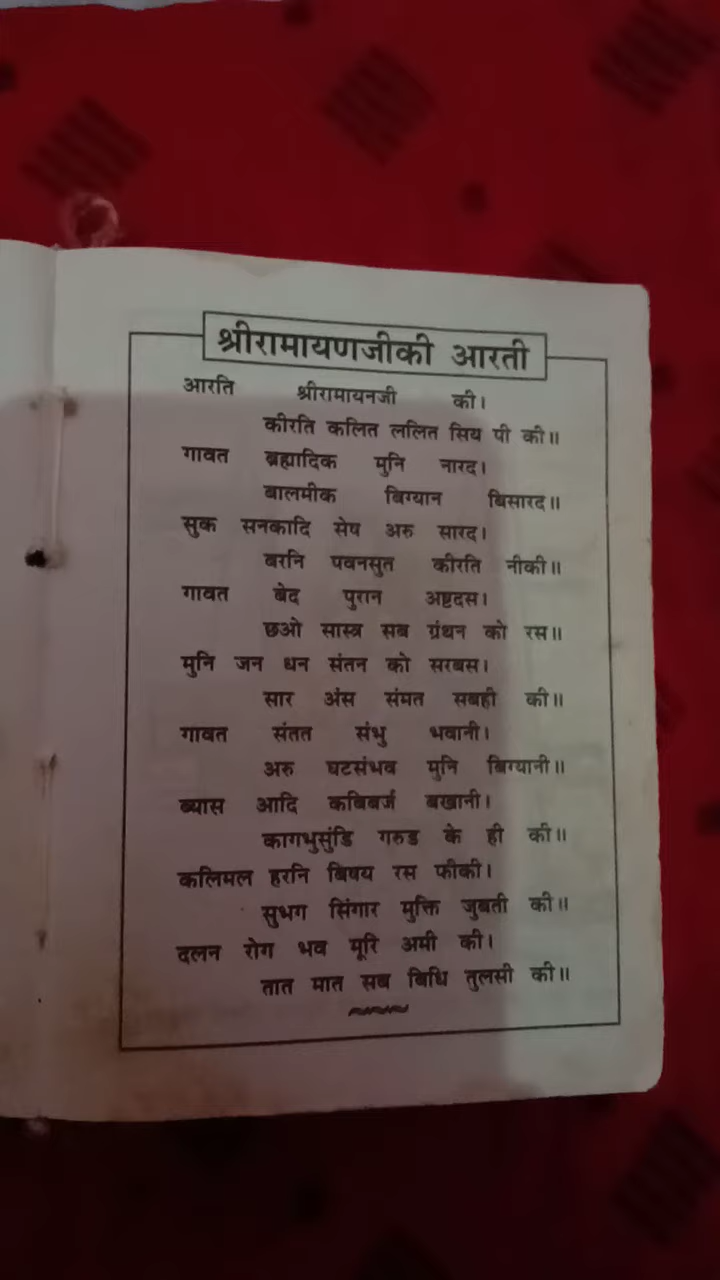 श्रीरामायणजीकी आरती
आरति श्रीरामायनजी की।
कीरति कलित ललित सिय पी की॥
गावत ब्रह्मादिक मुनि नारद।
बालमीक बिग्यान बिसारद॥
सुक सनकादि सेष अरु सारद।
बरनि पवनसुत कीरति नीकी॥
गावत बेद पुरान अष्टदस।
छओ सास्त्र सब ग्रंथन को रस॥
मुनि जन धन संतन को सरबस।
सार अंस संमत सबही की॥
गावत संतत संभु भवानी।
अरु घटसंभव मुनि बिग्यानी॥
ब्यास आदि कबिबर्ज बखानी।
कागभुसुंडि गरुड के ही की॥
कलिमल हरनि बिषय रस फीकी।
सुभग सिंगार मुक्ति जुबती की॥
दलन रोग भव मूरि अमी की।
तात मात सब बिधि तुलसी की॥